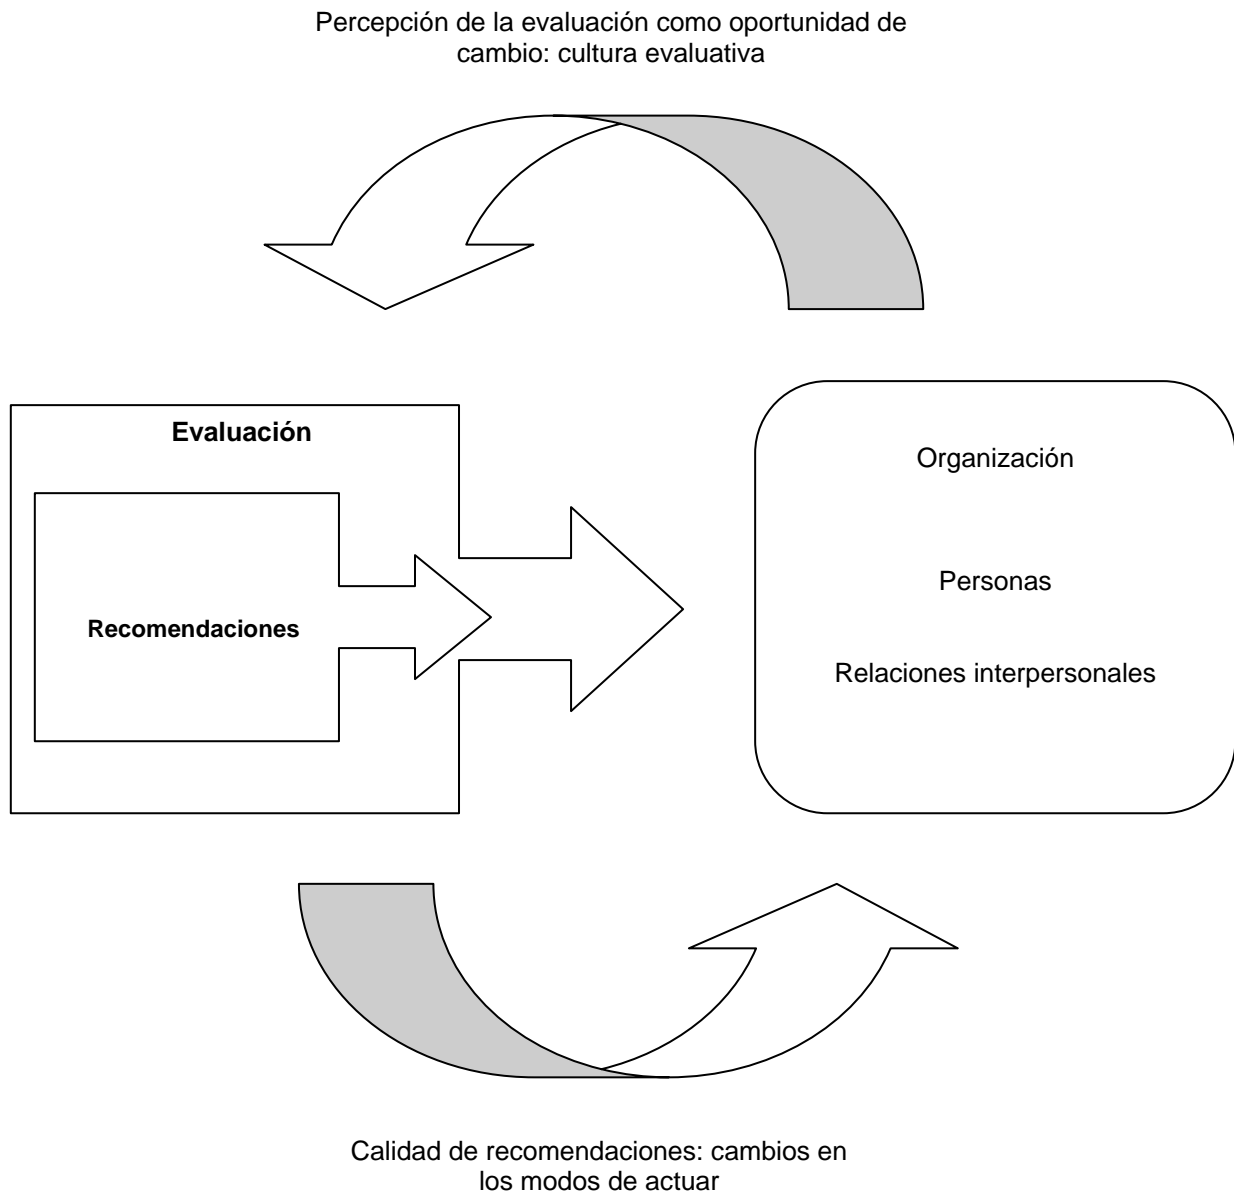 Percepción de la evaluación como oportunidad de
cambio: cultura evaluativa
Evaluación
Recomendaciones
Organización
Personas
Relaciones interpersonales
Calidad de recomendaciones: cambios en
los modos de actuar